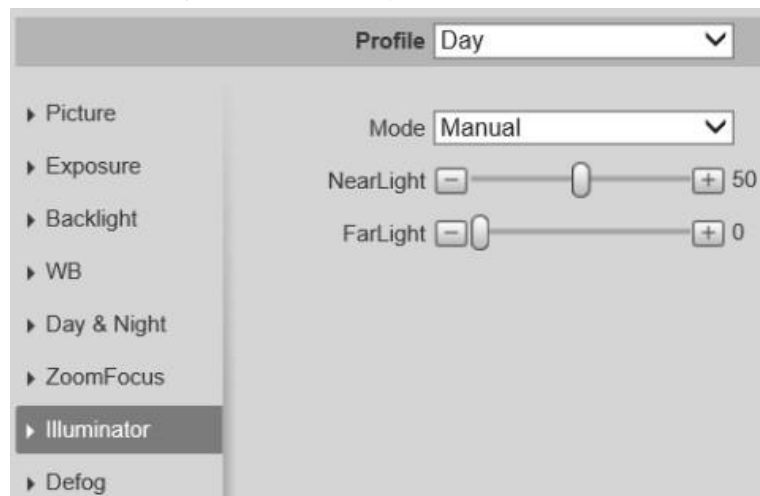 Profile Day
Picture
Mode Manual
Exposure
NearLight 50
Backlight
FarLight 0
WB
Day & Night
ZoomFocus
Illuminator
Defog